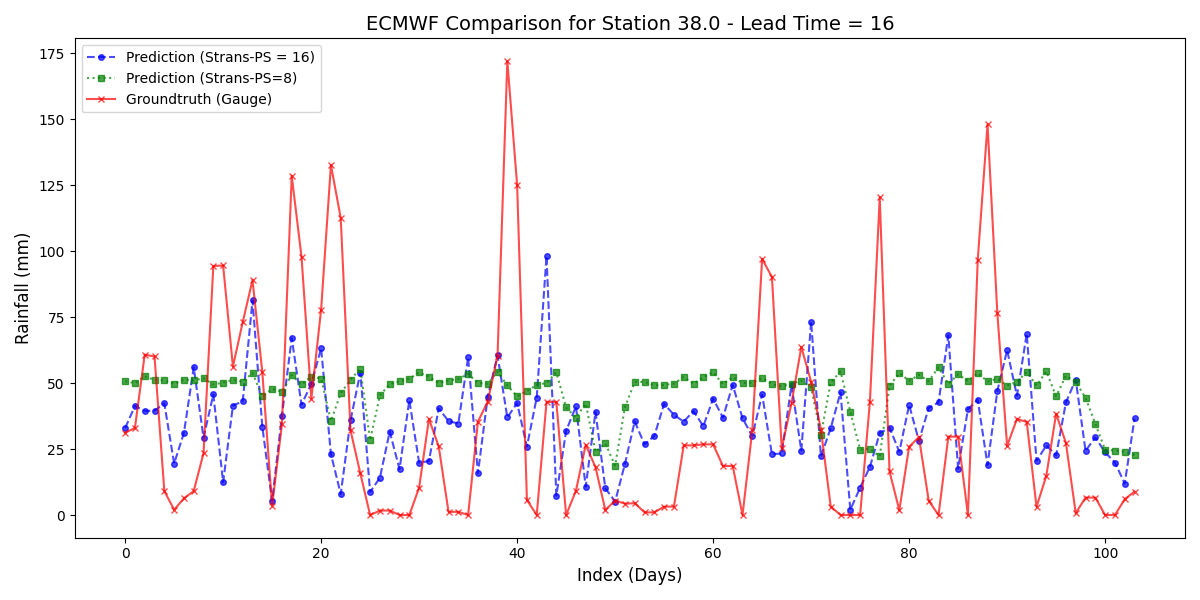 ECMWF Comparison for Station 38.0 - Lead Time = 16
Prediction (Strans-PS = 16)
Prediction (Strans-PS=8)
Groundtruth (Gauge)
Rainfall (mm)
175
150
125
100
75
50
25
0
0 20 40 60 80 100
Index (Days)